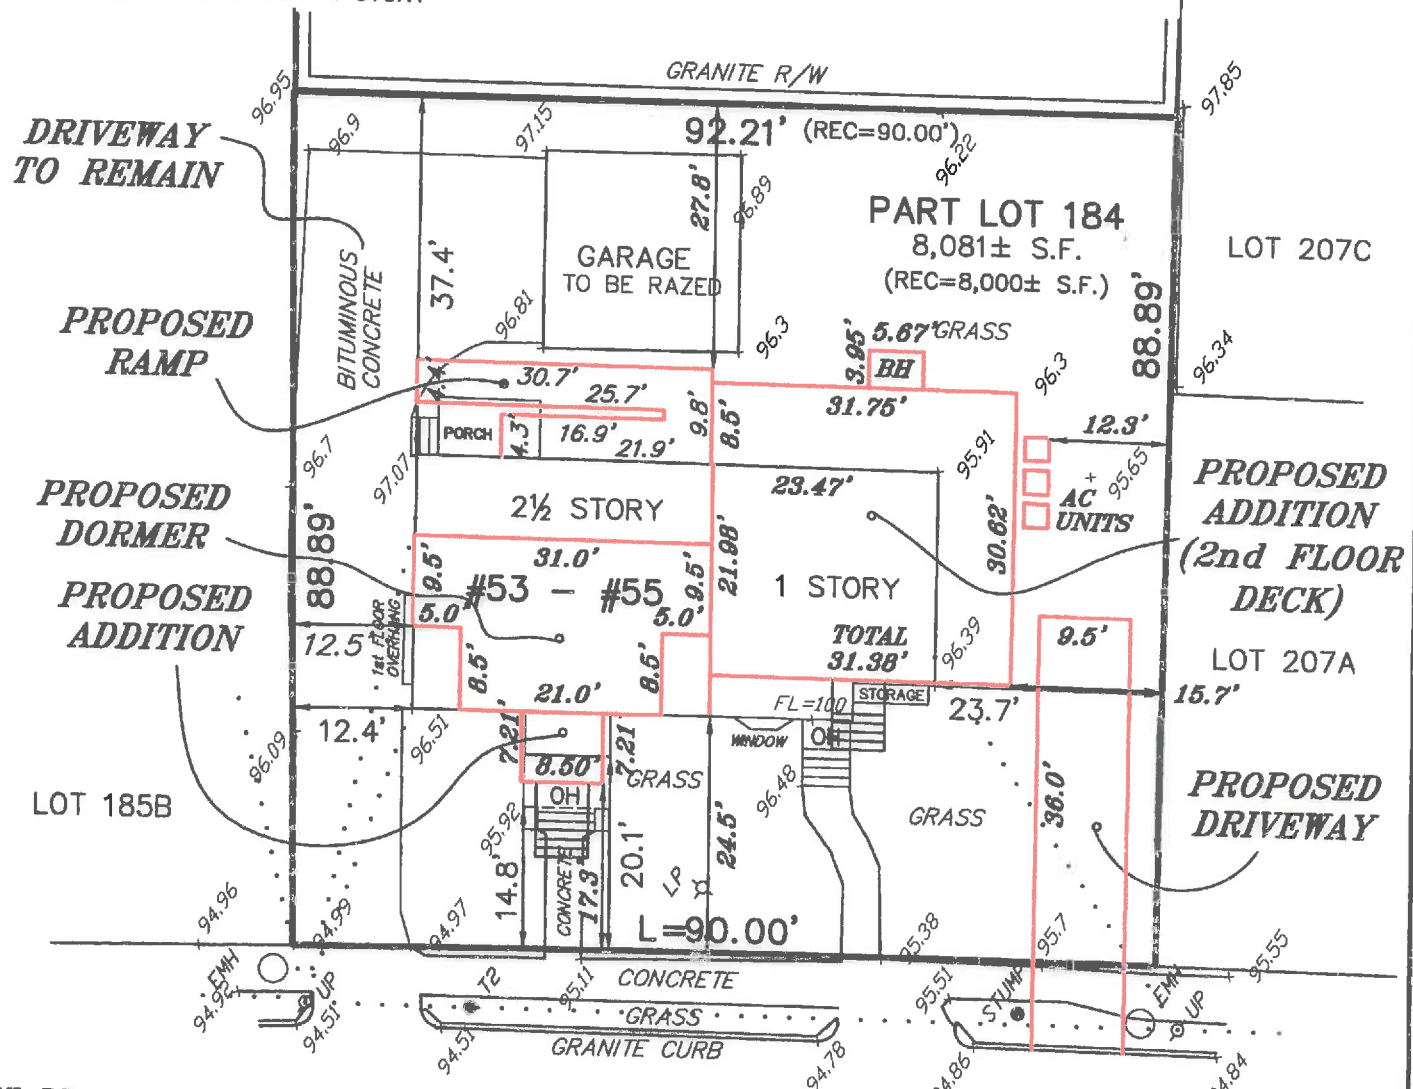 GRANITE R/W
96.95
97.85
DRIVEWAY
TO REMAIN
96.9
97.15
92.21' (REC=90.00')
96.22
27.8'
96.89
PART LOT 184
8,081± S.F.
(REC=8,000± S.F.)
LOT 207C
GARAGE
TO BE RAZED
BITUMINOUS
CONCRETE
37.4'
88.89'
PROPOSED
RAMP
96.81
96.3
3.95'
5.67'
GRASS
BH
96.3
96.34
4.4'
30.7'
25.7'
9.8'
8.5'
31.75'
12.3'
PORCH
4.3'
16.9'
21.9'
96.7
97.07
95.91
95.65
PROPOSED
ADDITION
(2nd FLOOR
DECK)
PROPOSED
DORMER
2½ STORY
23.47'
AC
UNITS
30.62'
88.89'
9.5'
31.0'
9.5'
21.98'
#53 - #55
1 STORY
PROPOSED
ADDITION
5.0'
5.0'
12.5'
1st FLOOR
OVERHANG
TOTAL
31.38'
96.39
9.5'
LOT 207A
8.5'
21.0'
8.5'
STORAGE
15.7'
FL=100
23.7'
12.4'
96.51
7.21'
7.21'
WINDOW
OH
96.09
8.50'
GRASS
96.48
LOT 185B
OH
95.92
24.5'
GRASS
36.0'
PROPOSED
DRIVEWAY
14.8'
CONCRETE
17.3'
20.1'
LP
L=90.00'
94.96
94.99
94.97
95.38
95.7
95.55
EMH
94.92
UP
94.51
T2
95.11
CONCRETE
95.51
STUMP
EMH
UP
GRASS
94.51
GRANITE CURB
94.78
94.86
94.84